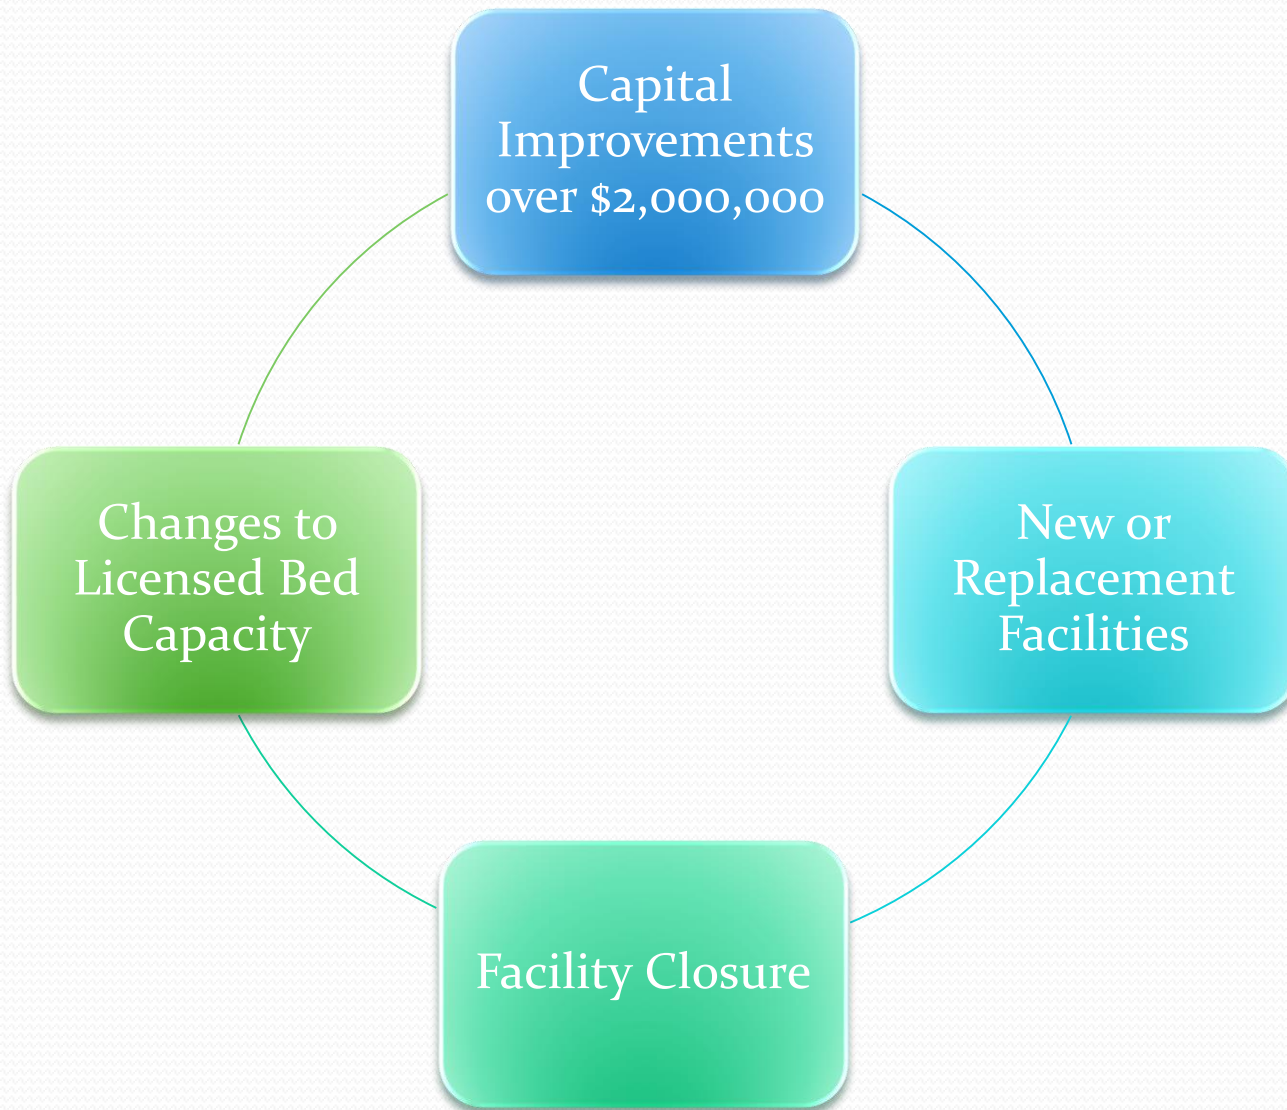 Capital
Improvements
over $2,000,000
Changes to
Licensed Bed
Capacity
New or
Replacement
Facilities
Facility Closure